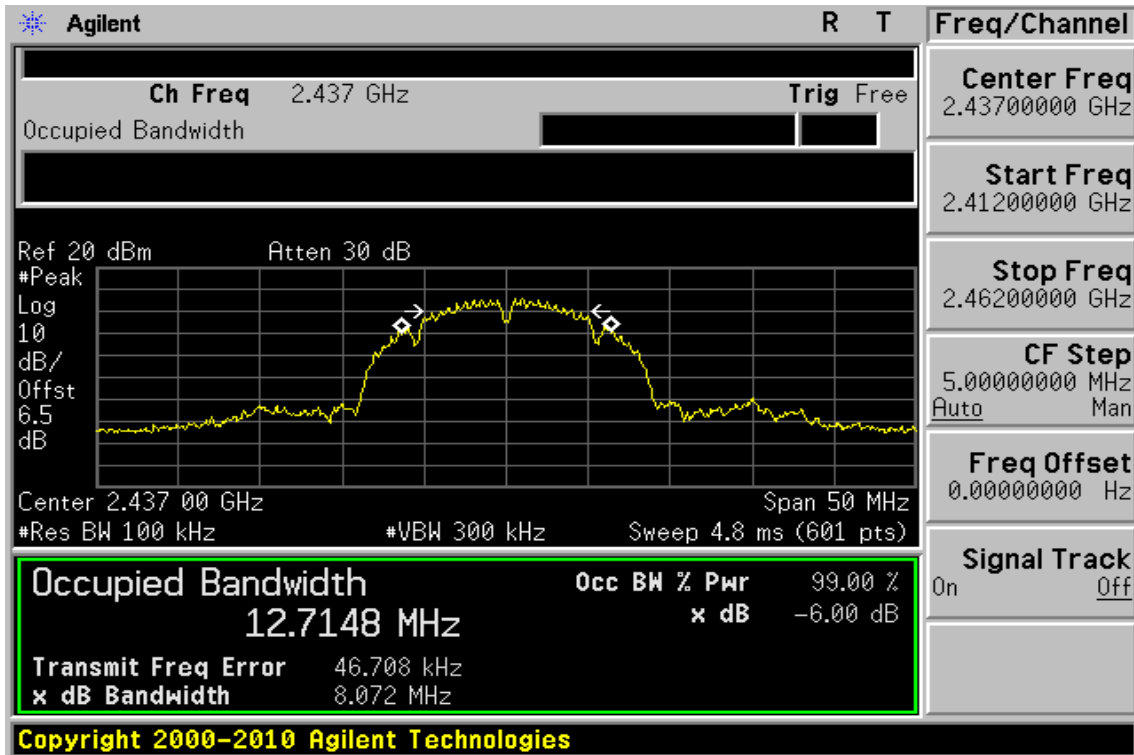 Agilent R T
Freq/Channel
Ch Freq 2.437 GHz Trig Free
Occupied Bandwidth
Ref 20 dBm Atten 30 dB
#Peak
Log
10
dB/
Offst
6.5
dB
Center 2.437 00 GHz Span 50 MHz
#Res BW 100 kHz #VBW 300 kHz Sweep 4.8 ms (601 pts)
Occupied Bandwidth
12.7148 MHz
Occ BW % Pwr 99.00 %
x dB -6.00 dB
Transmit Freq Error 46.708 kHz
x dB Bandwidth 8.072 MHz
Center Freq
2.43700000 GHz
Start Freq
2.41200000 GHz
Stop Freq
2.46200000 GHz
CF Step
5.00000000 MHz
Auto Man
Freq Offset
0.00000000 Hz
Signal Track
On Off
Copyright 2000-2010 Agilent Technologies